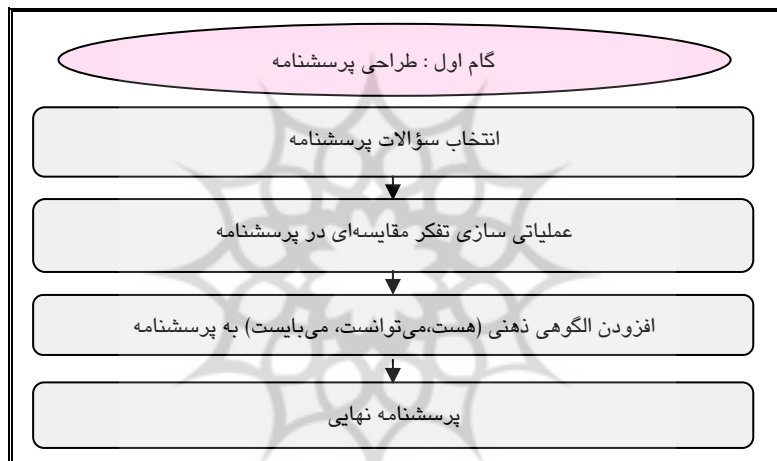 گام اول : طراحی پرسشنامه
انتخاب سؤالات پرسشنامه
عملیاتی سازی تفکر مقایسه‌ای در پرسشنامه
افزودن الگوهی ذهنی (هست،می‌توانست، می‌بایست) به پرسشنامه
پرسشنامه نهایی